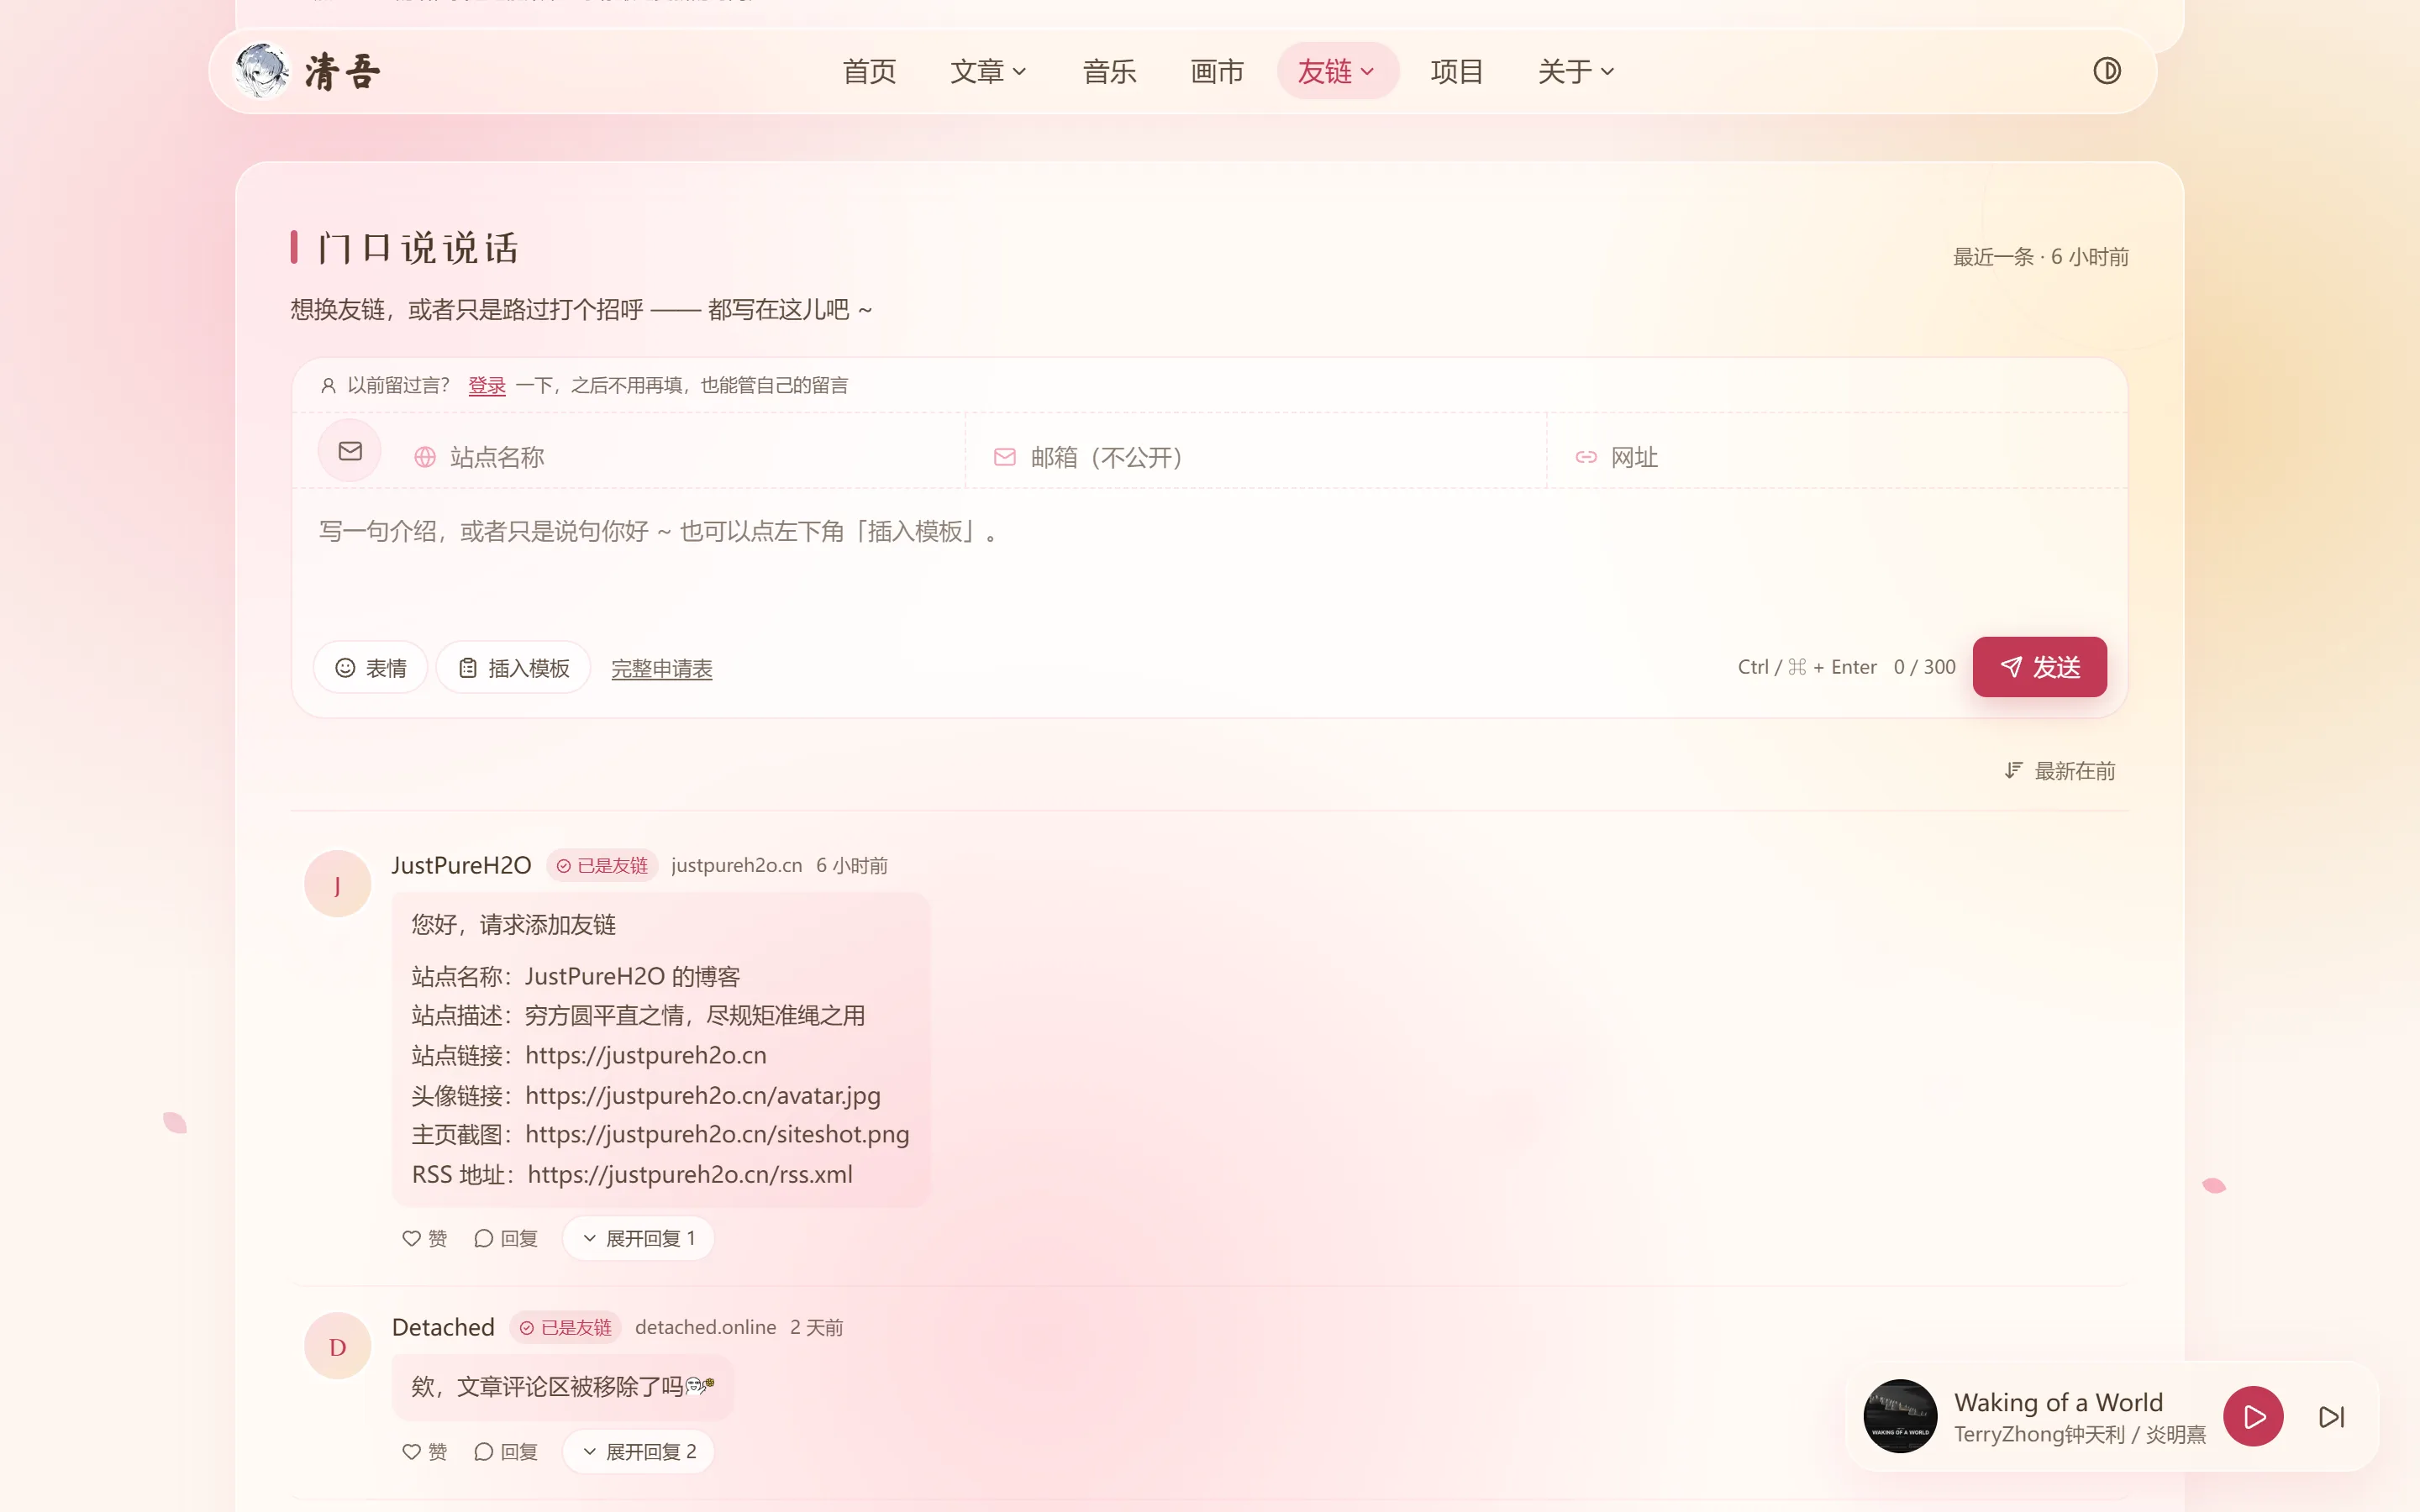 清吾
首页 文章 音乐 画市 友链 项目 关于
门口说说话
最近一条 · 6 小时前
想换友链，或者只是路过打个招呼 —— 都写在这儿吧 ~
以前留过言？ 登录 一下，之后不用再填，也能管自己的留言
站点名称 邮箱（不公开） 网址
写一句介绍，或者只是说句你好 ~ 也可以点左下角「插入模板」。
表情 插入模板 完整申请表 Ctrl / ⌘ + Enter 0 / 300 发送
最新在前
J
JustPureH2O 已是友链 justpureh2o.cn 6 小时前
您好，请求添加友链
站点名称：JustPureH2O 的博客
站点描述：穷方圆平直之情，尽规矩准绳之用
站点链接：https://justpureh2o.cn
头像链接：https://justpureh2o.cn/avatar.jpg
主页截图：https://justpureh2o.cn/siteshot.png
RSS 地址：https://justpureh2o.cn/rss.xml
赞 回复 展开回复 1
D
Detached 已是友链 detached.online 2 天前
欸，文章评论区被移除了吗
赞 回复 展开回复 2
WAKING OF A WORLD
Waking of a World
TerryZhong钟天利 / 炎明熹